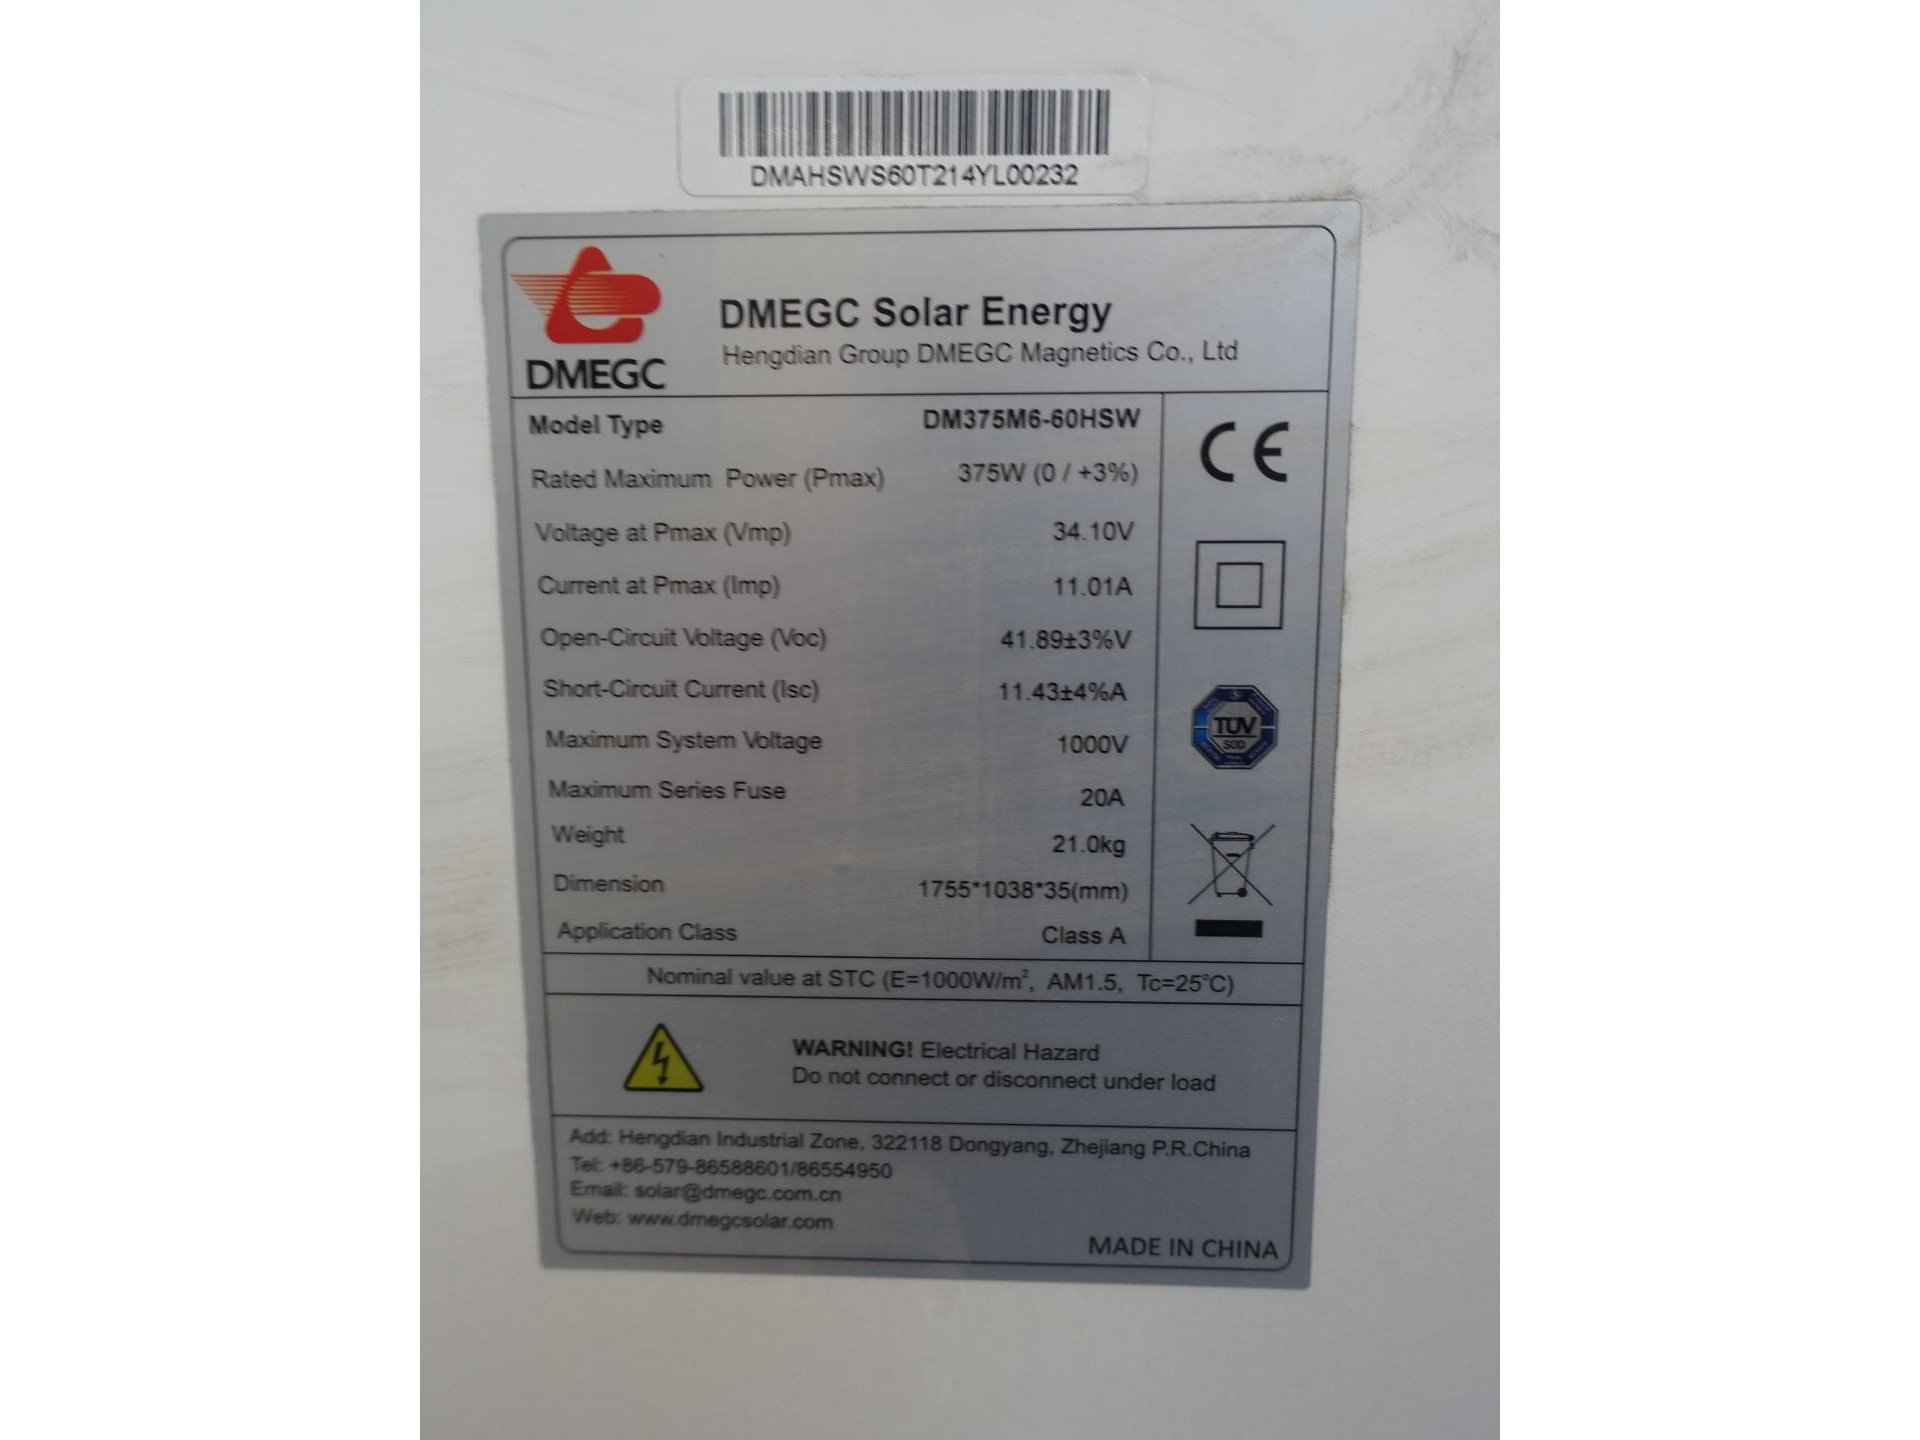 DMAHSWS60T214YL00232
DMEGC
DMEGC Solar Energy
Hengdian Group DMEGC Magnetics Co., Ltd
Model Type DM375M6-60HSW
Rated Maximum Power (Pmax) 375W (0 / +3%)
Voltage at Pmax (Vmp) 34.10V
Current at Pmax (Imp) 11.01A
Open-Circuit Voltage (Voc) 41.89±3%V
Short-Circuit Current (Isc) 11.43±4%A
Maximum System Voltage 1000V
Maximum Series Fuse 20A
Weight 21.0kg
Dimension 1755*1038*35(mm)
Application Class Class A
CE
TÜV
SÜD
Nominal value at STC (E=1000W/m², AM1.5, Tc=25°C)
WARNING! Electrical Hazard
Do not connect or disconnect under load
Add: Hengdian Industrial Zone, 322118 Dongyang, Zhejiang P.R.China
Tel: +86-579-86588601/86554950
Email: solar@dmegc.com.cn
Web: www.dmegcsolar.com
MADE IN CHINA